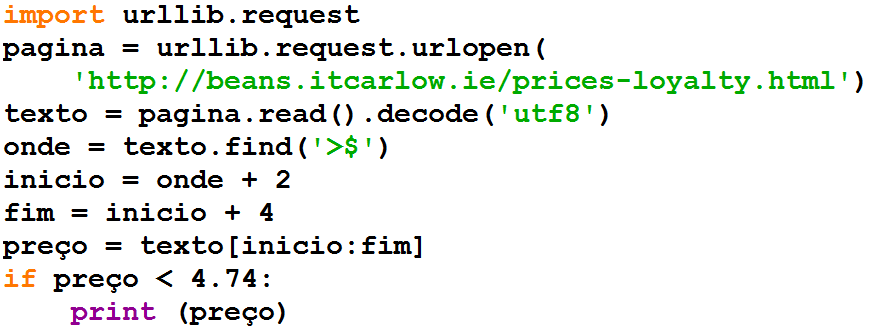 import urllib.request
pagina = urllib.request.urlopen(
    'http://beans.itcarlow.ie/prices-loyalty.html')
texto = pagina.read().decode('utf8')
onde = texto.find('>$')
inicio = onde + 2
fim = inicio + 4
preço = texto[inicio:fim]
if preço < 4.74:
    print (preço)